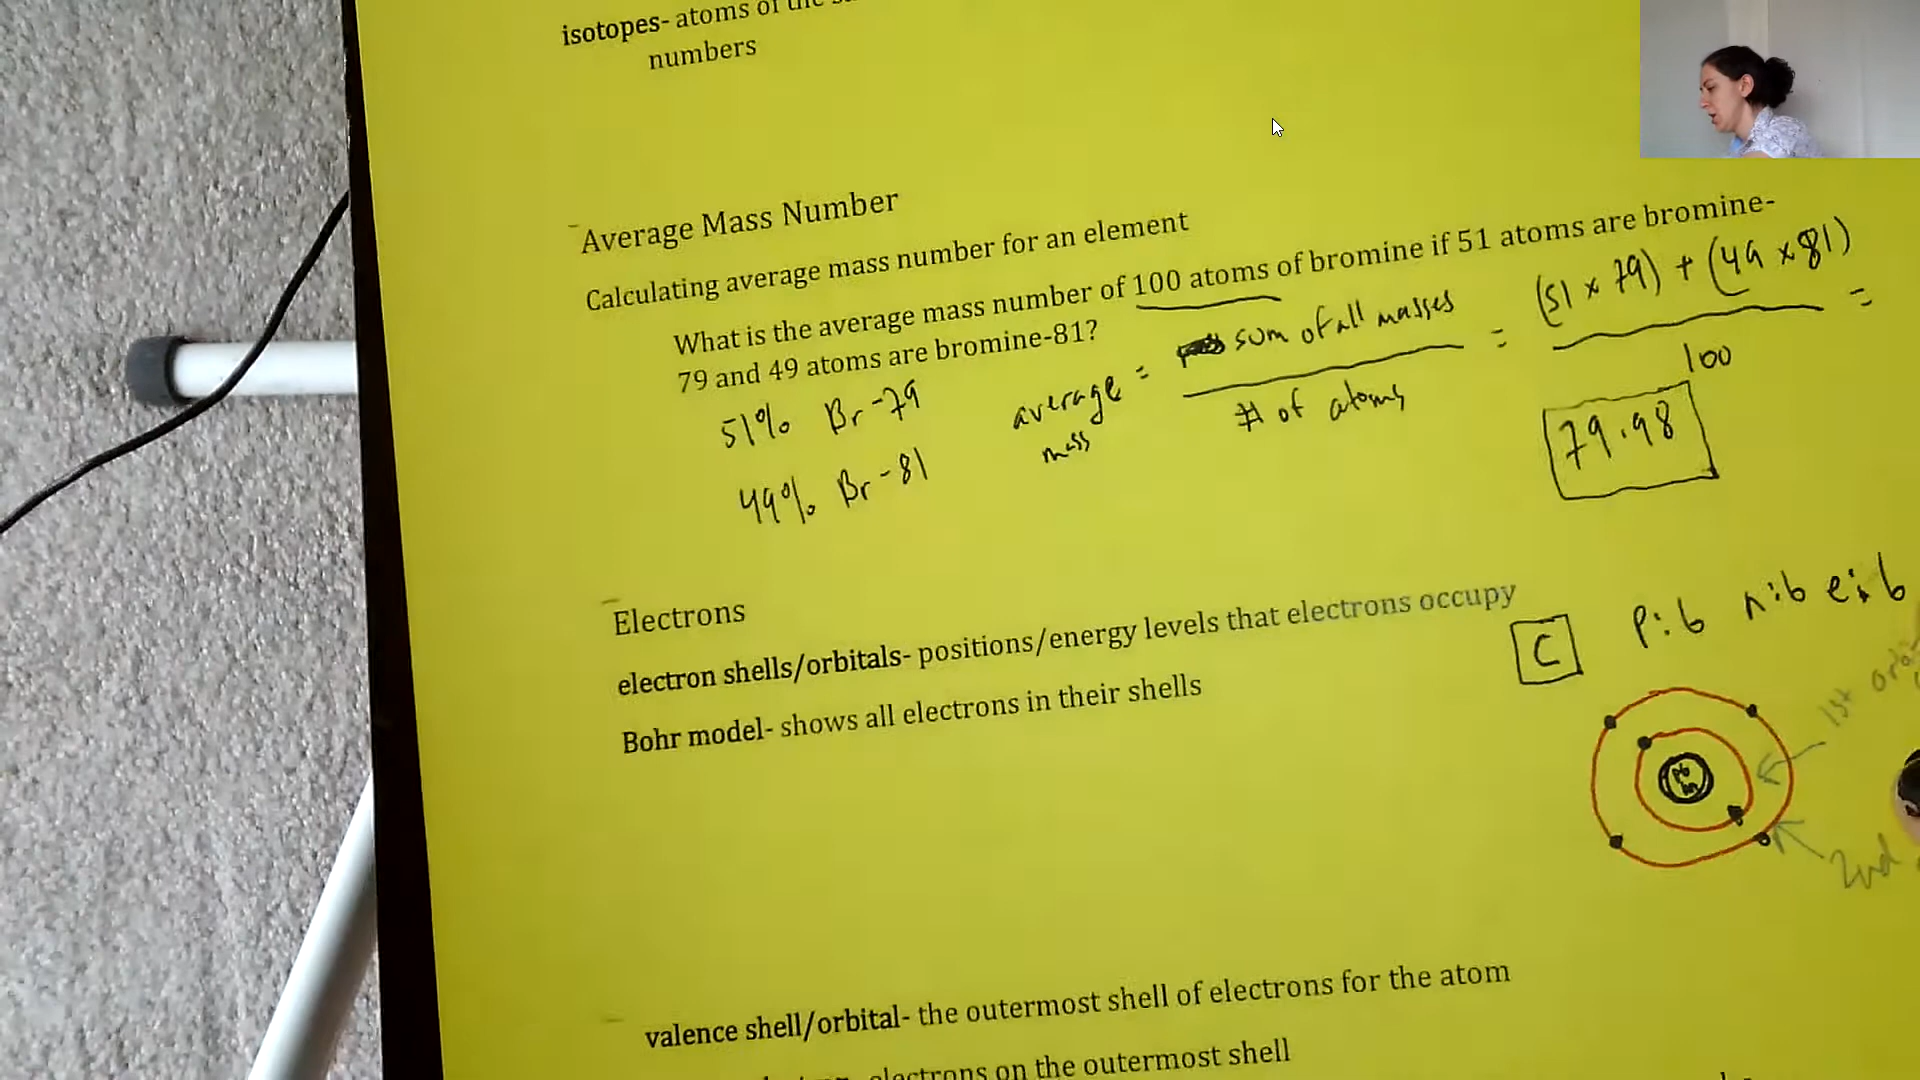 isotopes- atoms of the
numbers
Average Mass Number
Calculating average mass number for an element
What is the average mass number of 100 atoms of bromine if 51 atoms are bromine-
79 and 49 atoms are bromine-81?
51% Br-79
49% Br-81
average mass = sum of all masses / # of atoms = (51 x 79) + (49 x 81) / 100 =
79.98
Electrons
electron shells/orbitals- positions/energy levels that electrons occupy
Bohr model- shows all electrons in their shells
C p:6 n:6 e:6
p6
6n
1st
2nd
valence shell/orbital- the outermost shell of electrons for the atom
electrons on the outermost shell